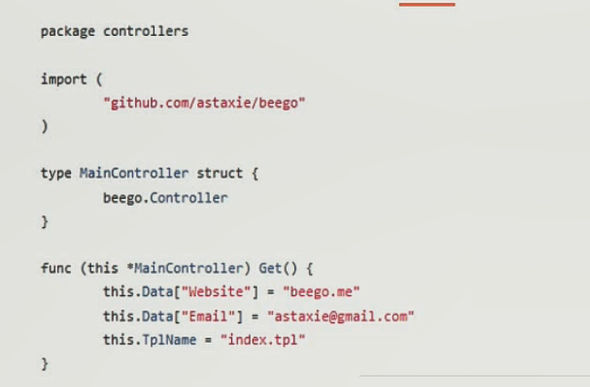 package controllers
import (
"github.com/astaxie/beego"
)
type MainController struct {
beego.Controller
}
func (this *MainController) Get() {
this.Data["Website"] = "beego.me"
this.Data["Email"] = "astaxie@gmail.com"
this.TplName = "index.tpl"
}